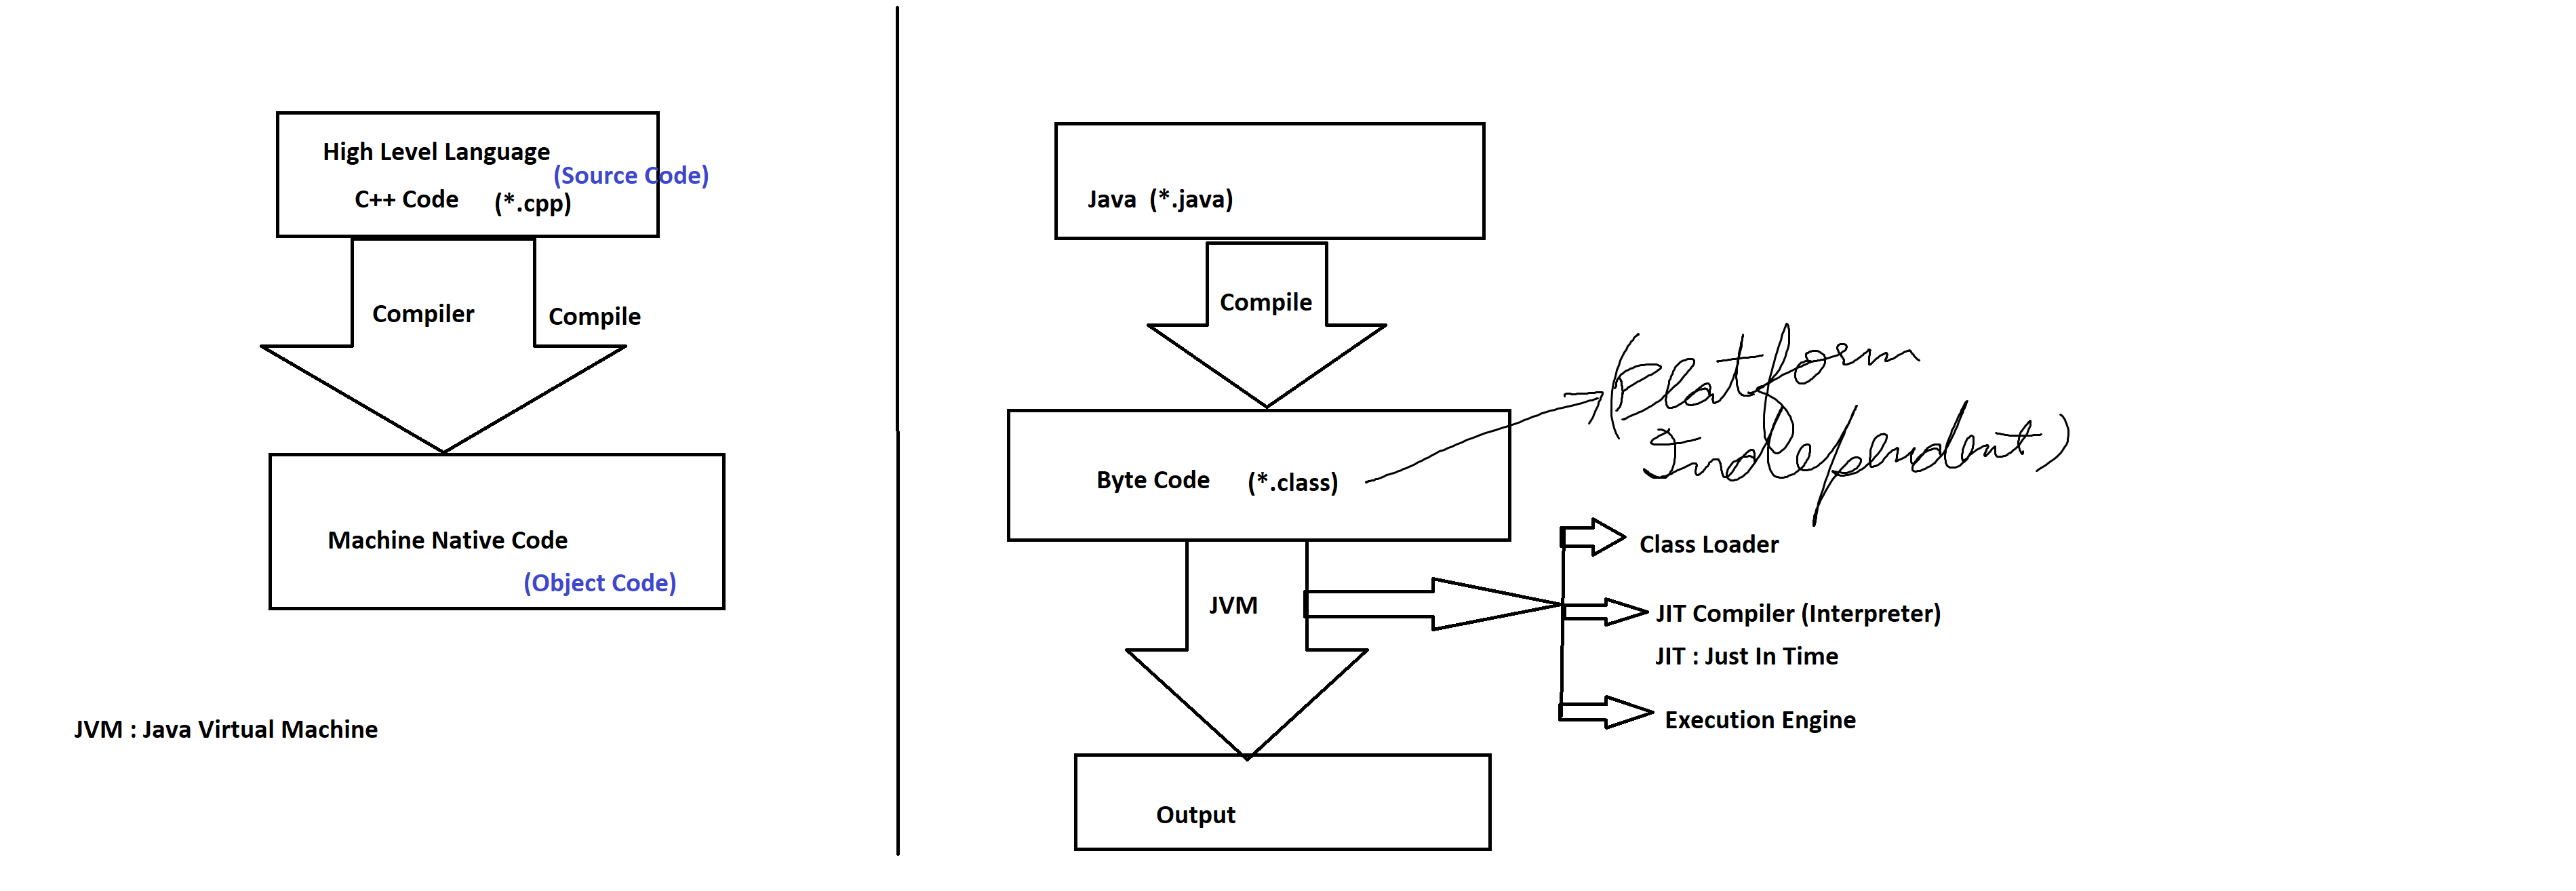 High Level Language
(Source Code)
C++ Code (*.cpp)
Compiler Compile
Machine Native Code
(Object Code)
JVM : Java Virtual Machine
Java (*.java)
Compile
(Platform
Independent)
Byte Code (*.class)
JVM
Class Loader
JIT Compiler (Interpreter)
JIT : Just In Time
Execution Engine
Output